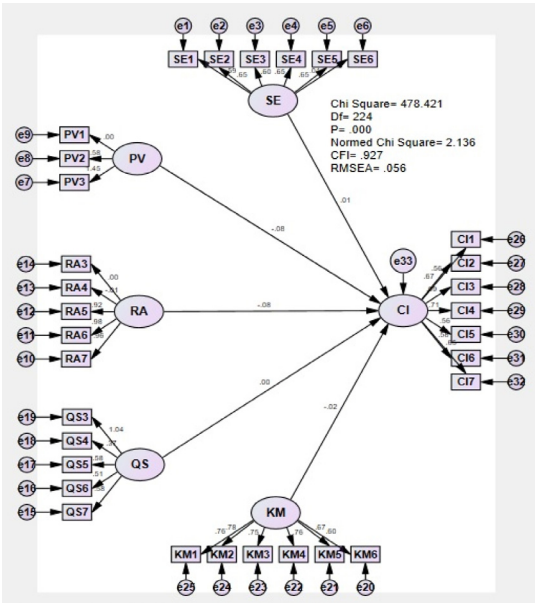 e1 e2 e3 e4 e5 e6
SE1 SE2 SE3 SE4 SE5 SE6
.65 .60 .65 .65
SE
Chi Square= 478.421
Df= 224
P= .000
Normed Chi Square= 2.136
CFI= .927
RMSEA= .056
e9 PV1 .00
e8 PV2 .58
e7 PV3 1.45
PV
.01
-.08
e33
e14 RA3 .00
e13 RA4 -.01
e12 RA5 .92
e11 RA6 .98
e10 RA7
RA
-.08
CI
CI1 e26
CI2 e27
.67
CI3 e28
CI4 e29
.71
CI5 e30
.56
CI6 e31
CI7 e32
.00
-.02
e19 QS3 1.04
e18 QS4
e17 QS5 .58
e16 QS6 .51
e15 QS7
QS
KM
.76 .78 .75 .76 .67 .60
KM1 KM2 KM3 KM4 KM5 KM6
e25 e24 e23 e22 e21 e20